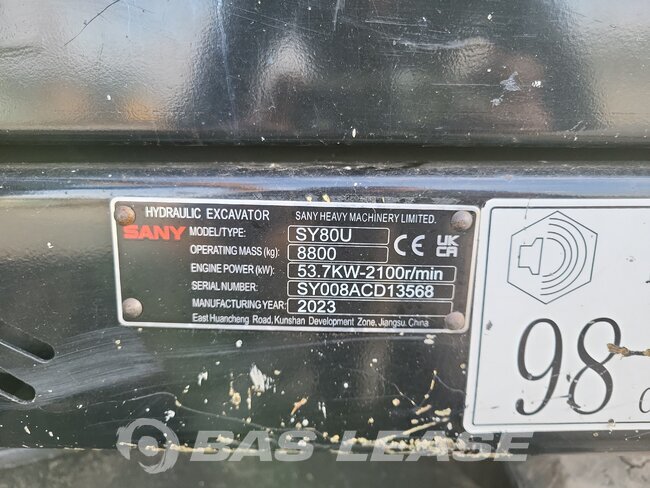 HYDRAULIC EXCAVATOR SANY HEAVY MACHINERY LIMITED.
SANY
MODEL/TYPE: SY80U
OPERATING MASS (kg): 8800
ENGINE POWER (kW): 53.7KW-2100r/min
SERIAL NUMBER: SY008ACD13568
MANUFACTURING YEAR: 2023
CE UK CA
East Huancheng Road, Kunshan Development Zone, Jiangsu, China
98
BAS LEASE